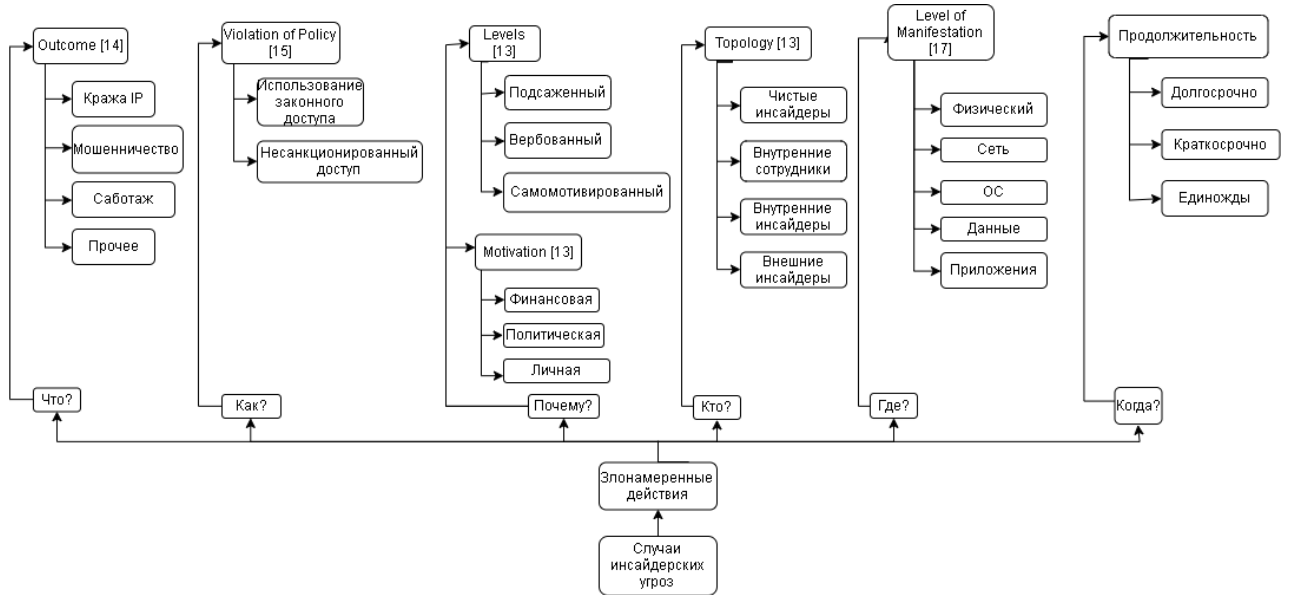 Outcome [14]
Кража IP
Мошенничество
Саботаж
Прочее
Что?
Violation of Policy
[15]
Использование
законного
доступа
Несанкционированный
доступ
Как?
Levels
[13]
Подсаженный
Вербованный
Самомотивированный
Motivation [13]
Финансовая
Политическая
Личная
Почему?
Topology [13]
Чистые
инсайдеры
Внутренние
сотрудники
Внутренние
инсайдеры
Внешние
инсайдеры
Кто?
Level of
Manifestation
[17]
Физический
Сеть
ОС
Данные
Приложения
Где?
Продолжительность
Долгосрочно
Краткосрочно
Единожды
Когда?
Злонамеренные
действия
Случаи
инсайдерских
угроз